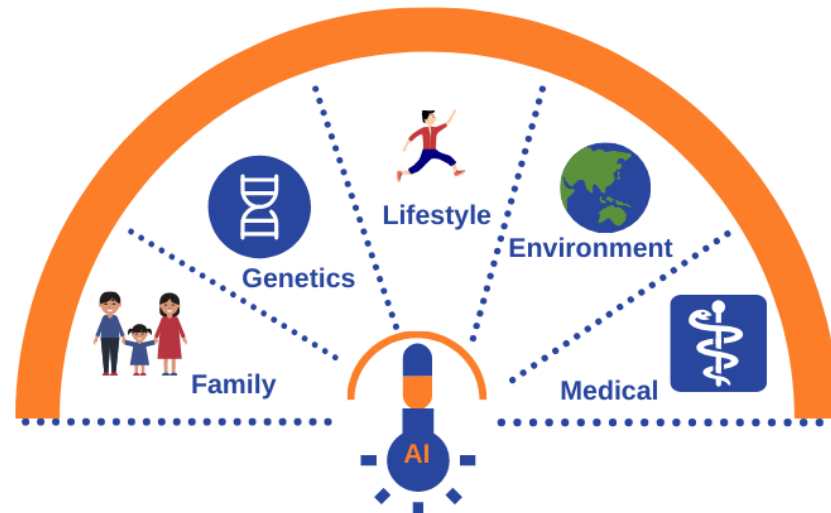 Lifestyle
Environment
Genetics
Family
Medical
AI